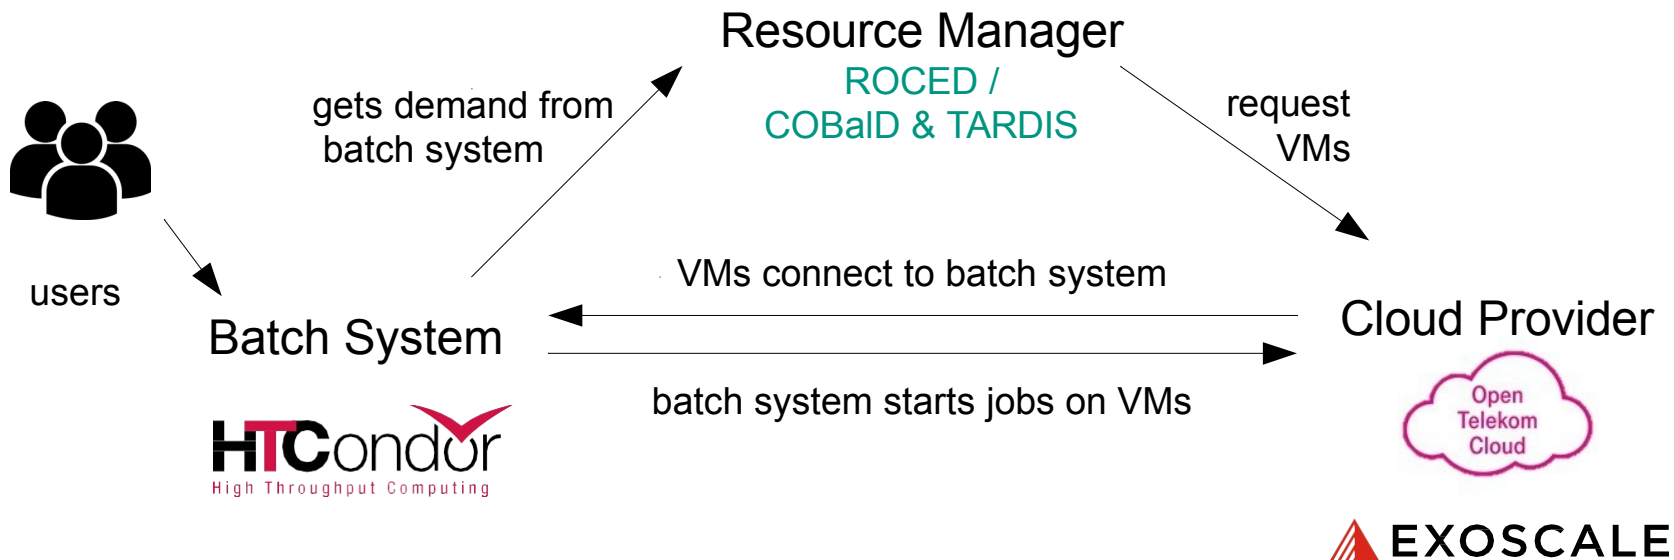 Resource Manager
ROCED /
COBalD & TARDIS
gets demand from
batch system
request
VMs
users
VMs connect to batch system
Batch System
Cloud Provider
batch system starts jobs on VMs
Open
Telekom
Cloud
HTCondor
High Throughput Computing
EXOSCALE